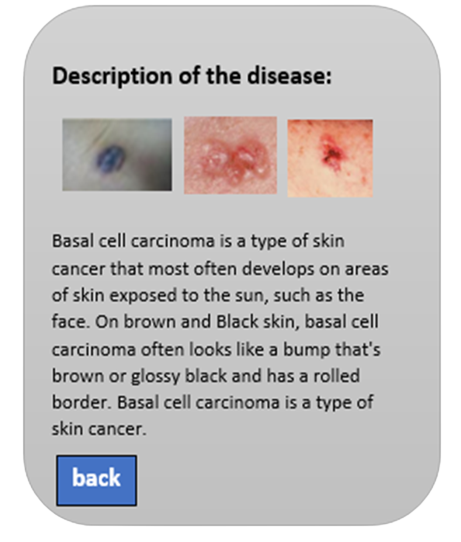 Description of the disease:
Basal cell carcinoma is a type of skin
cancer that most often develops on areas
of skin exposed to the sun, such as the
face. On brown and Black skin, basal cell
carcinoma often looks like a bump that's
brown or glossy black and has a rolled
border. Basal cell carcinoma is a type of
skin cancer.
back